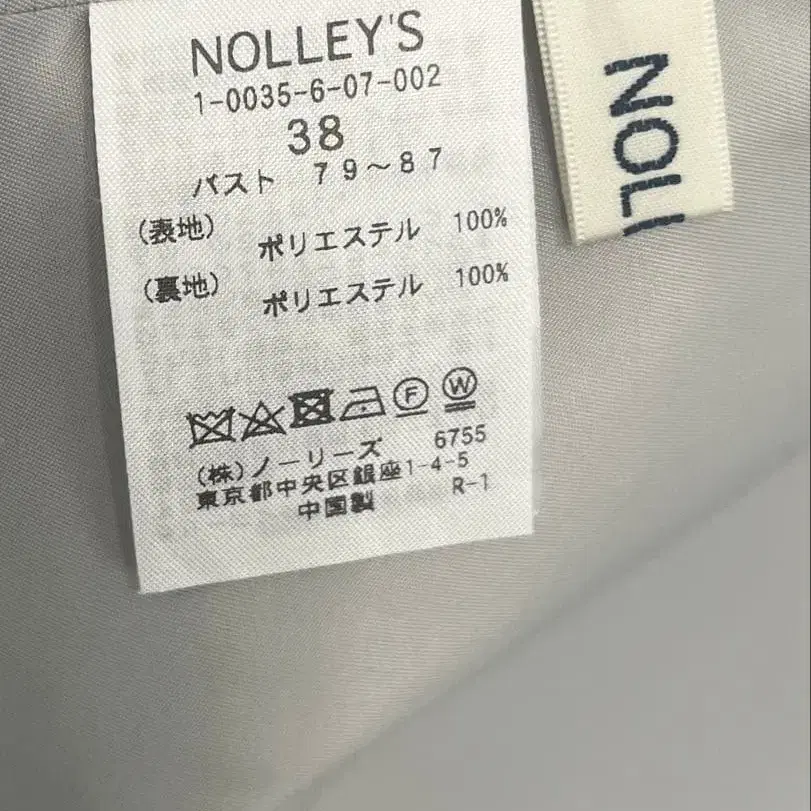 NOLLEY'S
1-0035-6-07-002
38
バスト 79~87
(表地) ポリエステル 100%
(裏地) ポリエステル 100%
F W
(株)ノーリーズ 6755
東京都中央区銀座1-4-5
中国製 R-1
NOLL